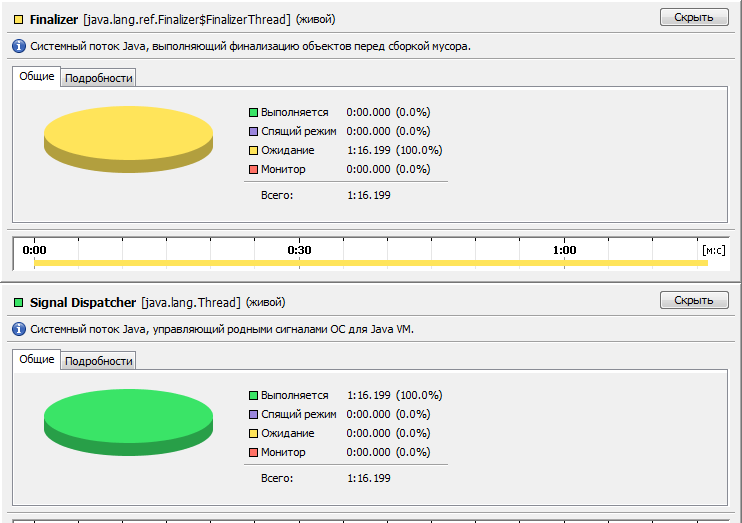 Finalizer [java.lang.ref.Finalizer$FinalizerThread] (живой) Скрыть
Системный поток Java, выполняющий финализацию объектов перед сборкой мусора.
Общие Подробности
Выполняется 0:00.000 (0.0%)
Спящий режим 0:00.000 (0.0%)
Ожидание 1:16.199 (100.0%)
Монитор 0:00.000 (0.0%)
Всего: 1:16.199
0:00 0:30 1:00 [м:с]
Signal Dispatcher [java.lang.Thread] (живой) Скрыть
Системный поток Java, управляющий родными сигналами ОС для Java VM.
Общие Подробности
Выполняется 1:16.199 (100.0%)
Спящий режим 0:00.000 (0.0%)
Ожидание 0:00.000 (0.0%)
Монитор 0:00.000 (0.0%)
Всего: 1:16.199